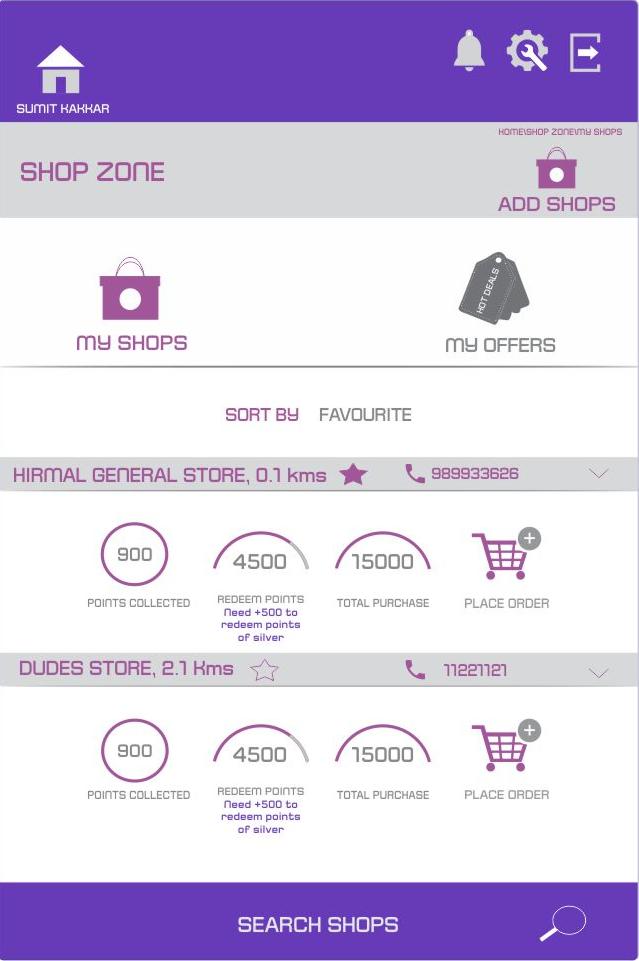 SUMIT KAKKAR
HOME\SHOP ZONE\MY SHOPS
SHOP ZONE
ADD SHOPS
HOT DEALS
MY SHOPS
MY OFFERS
SORT BY FAVOURITE
HIRMAL GENERAL STORE, 0.1 kms 989933626
900 4500 15000
POINTS COLLECTED REDEEM POINTS TOTAL PURCHASE PLACE ORDER
Need +500 to
redeem points
of silver
DUDES STORE, 2.1 Kms 11221121
900 4500 15000
POINTS COLLECTED REDEEM POINTS TOTAL PURCHASE PLACE ORDER
Need +500 to
redeem points
of silver
SEARCH SHOPS